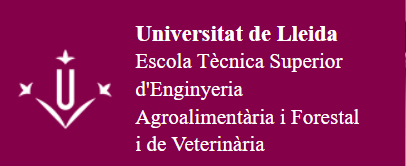 Universitat de Lleida
Escola Tècnica Superior
d'Enginyeria
Agroalimentària i Forestal
i de Veterinària